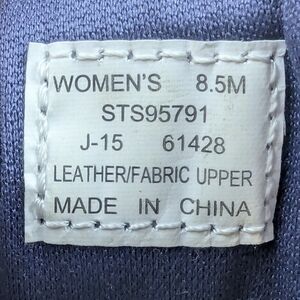 WOMEN'S 8.5M
STS95791
J-15 61428
LEATHER/FABRIC UPPER
MADE IN CHINA